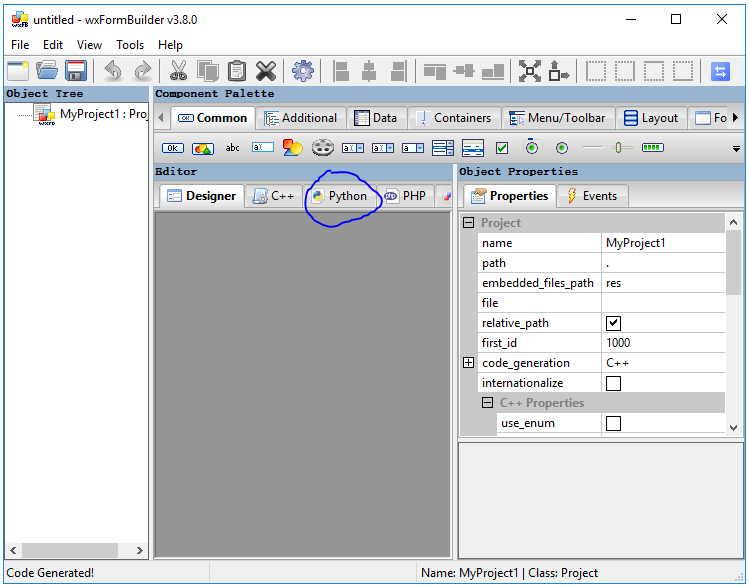 untitled - wxFormBuilder v3.8.0
File Edit View Tools Help
Object Tree
MyProject1 : Proj
Component Palette
Common Additional Data Containers Menu/Toolbar Layout Fo
Editor
Designer C++ Python PHP
Object Properties
Properties Events
Project
name MyProject1
path .
embedded_files_path res
file
relative_path
first_id 1000
code_generation C++
internationalize
C++ Properties
use_enum
Code Generated!
Name: MyProject1 | Class: Project